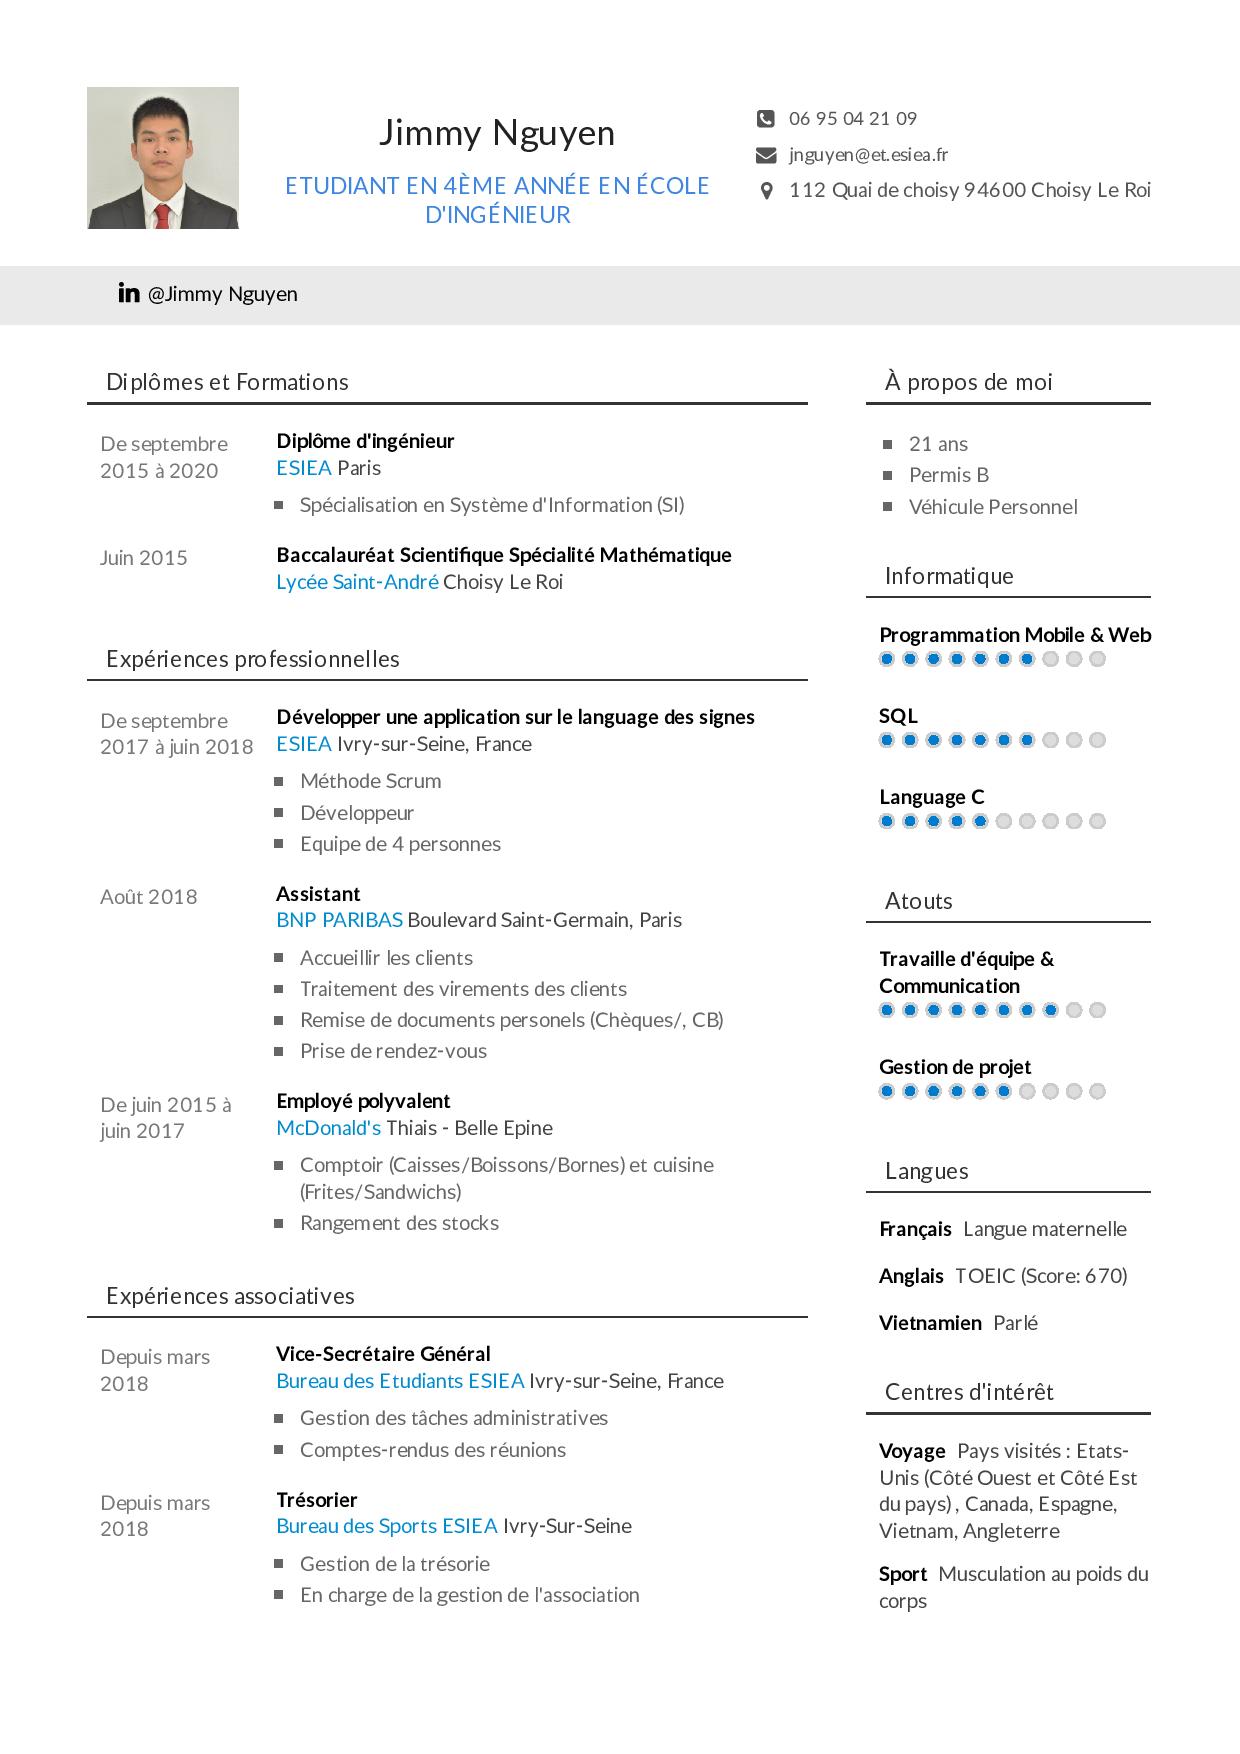 Jimmy Nguyen
ETUDIANT EN 4ÈME ANNÉE EN ÉCOLE
D'INGÉNIEUR
06 95 04 21 09
jnguyen@et.esiea.fr
112 Quai de choisy 94600 Choisy Le Roi
in @Jimmy Nguyen
Diplômes et Formations
De septembre
2015 à 2020
Diplôme d'ingénieur
ESIEA Paris
Spécialisation en Système d'Information (SI)
Juin 2015
Baccalauréat Scientifique Spécialité Mathématique
Lycée Saint-André Choisy Le Roi
Expériences professionnelles
De septembre
2017 à juin 2018
Développer une application sur le language des signes
ESIEA Ivry-sur-Seine, France
Méthode Scrum
Développeur
Equipe de 4 personnes
Août 2018
Assistant
BNP PARIBAS Boulevard Saint-Germain, Paris
Accueillir les clients
Traitement des virements des clients
Remise de documents personels (Chèques/, CB)
Prise de rendez-vous
De juin 2015 à
juin 2017
Employé polyvalent
McDonald's Thiais - Belle Epine
Comptoir (Caisses/Boissons/Bornes) et cuisine
(Frites/Sandwichs)
Rangement des stocks
Expériences associatives
Depuis mars
2018
Vice-Secrétaire Général
Bureau des Etudiants ESIEA Ivry-sur-Seine, France
Gestion des tâches administratives
Comptes-rendus des réunions
Depuis mars
2018
Trésorier
Bureau des Sports ESIEA Ivry-Sur-Seine
Gestion de la trésorie
En charge de la gestion de l'association
À propos de moi
21 ans
Permis B
Véhicule Personnel
Informatique
Programmation Mobile & Web
SQL
Language C
Atouts
Travaille d'équipe &
Communication
Gestion de projet
Langues
Français Langue maternelle
Anglais TOEIC (Score: 670)
Vietnamien Parlé
Centres d'intérêt
Voyage Pays visités : Etats-
Unis (Côté Ouest et Côté Est
du pays) , Canada, Espagne,
Vietnam, Angleterre
Sport Musculation au poids du
corps